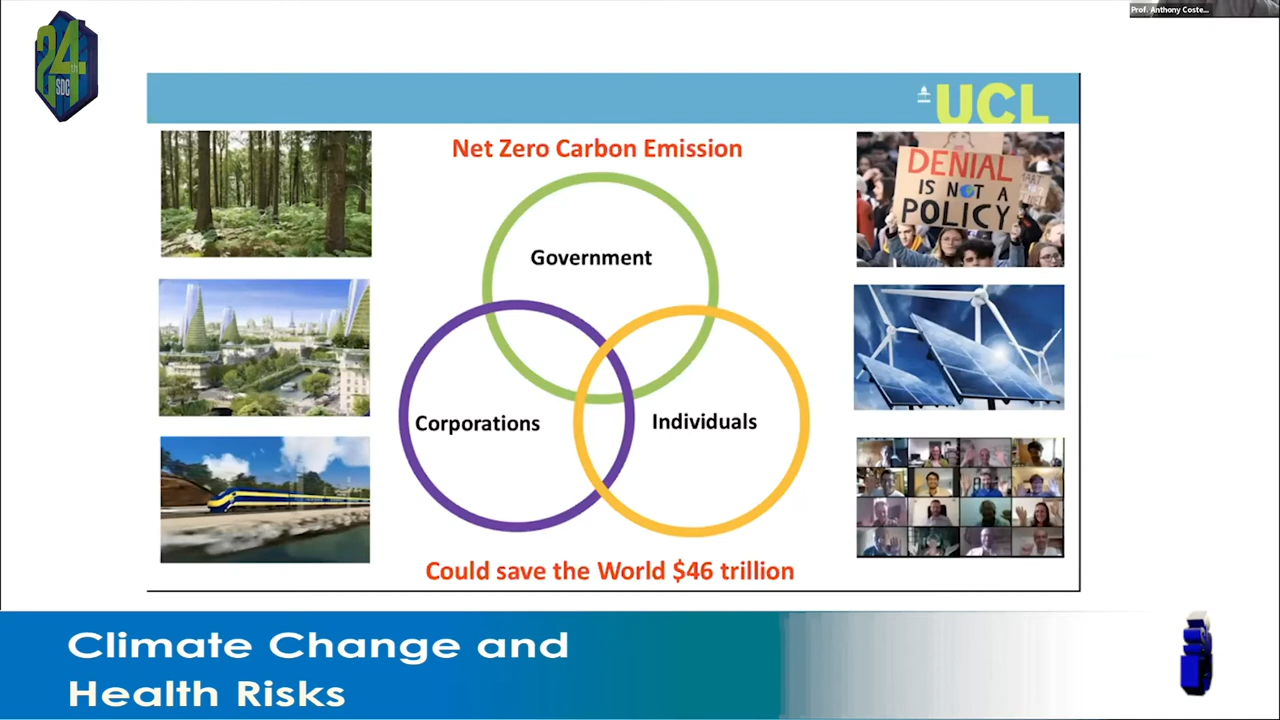 Prof. Anthony Coste...
24th
SDC
UCL
Net Zero Carbon Emission
DENIAL
IS NOT A
POLICY
Government
Corporations
Individuals
Could save the World $46 trillion
Climate Change and
Health Risks